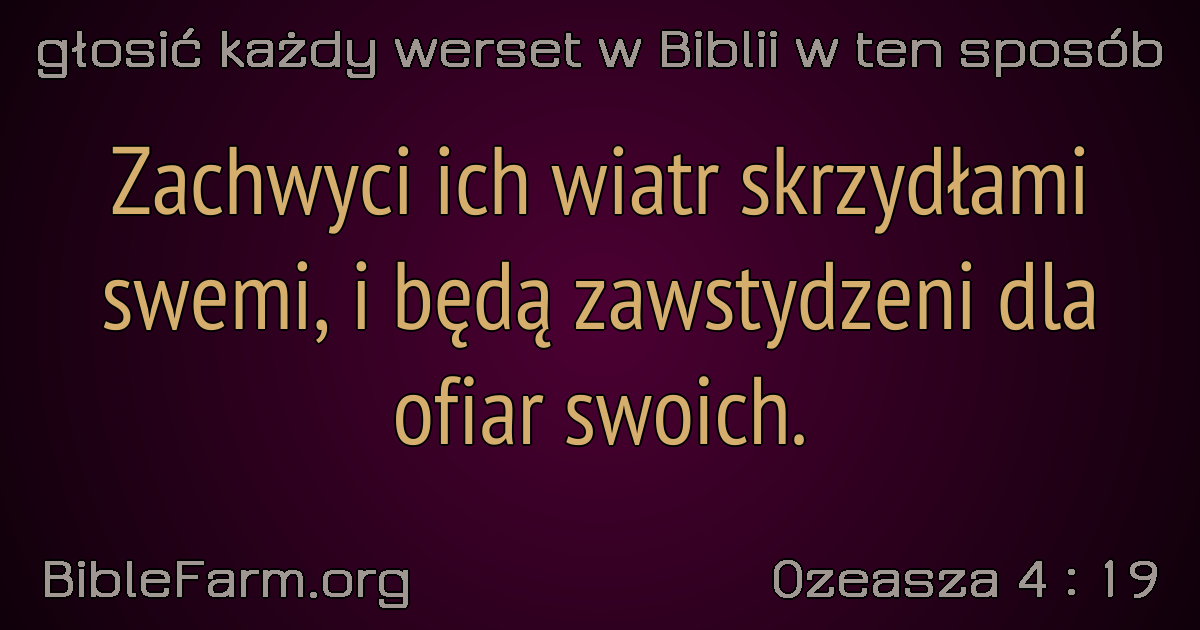 głosić każdy werset w Biblii w ten sposób
Zachwyci ich wiatr skrzydłami
swemi, i będą zawstydzeni dla
ofiar swoich.
BibleFarm.org
Ozeasza 4 : 19